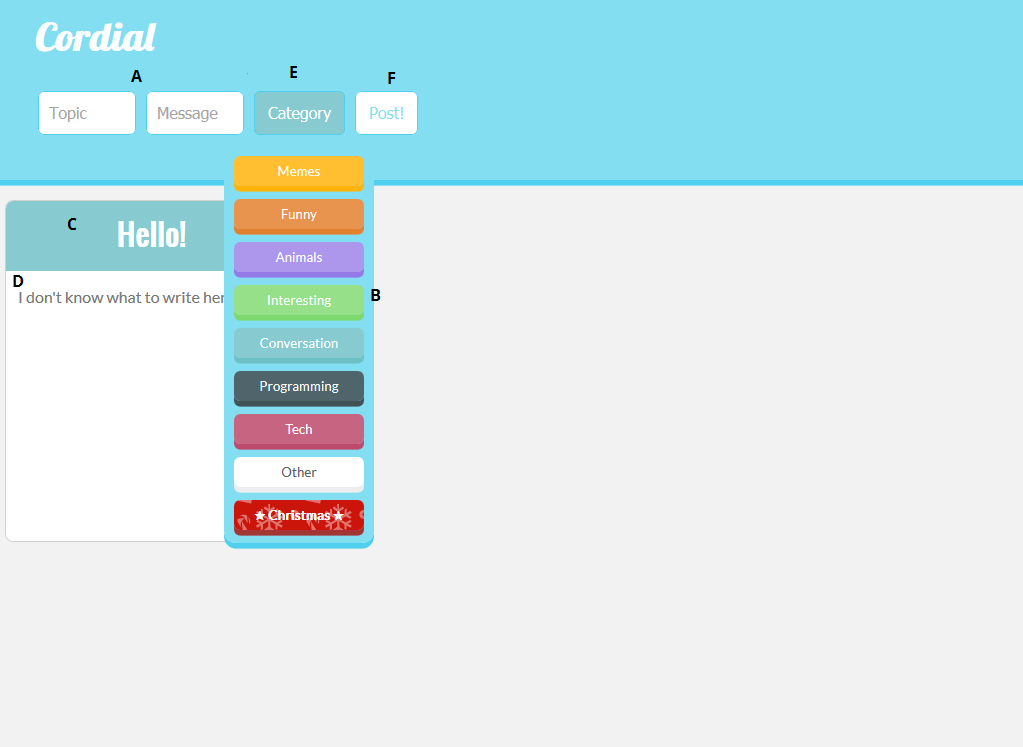 Cordial
A
E
F
Topic
Message
Category
Post!
Memes
Funny
C
Hello!
Animals
D
I don't know what to write her
Interesting
B
Conversation
Programming
Tech
Other
★ Christmas ★